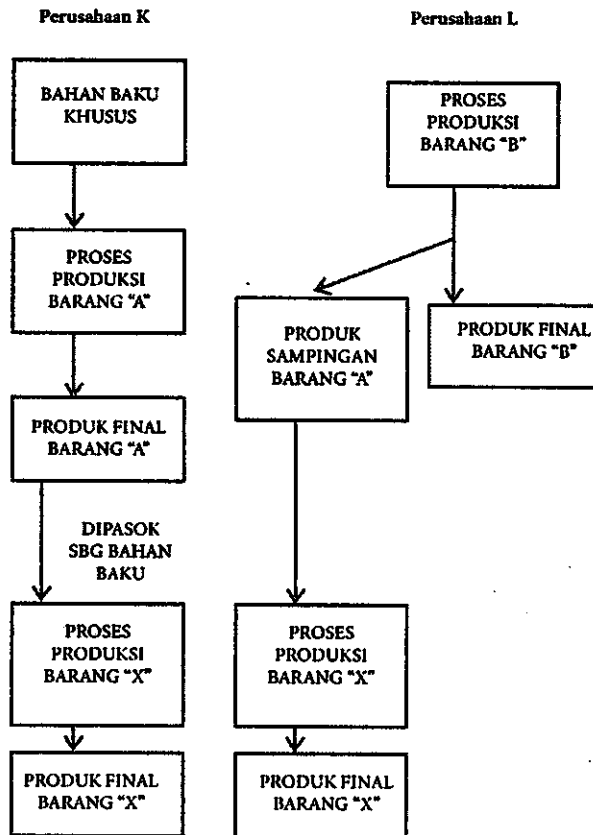 Perusahaan K
BAHAN BAKU
KHUSUS
PROSES
PRODUKSI
BARANG "A"
PRODUK FINAL
BARANG "A"
DIPASOK
SBG BAHAN
BAKU
PROSES
PRODUKSI
BARANG "X"
PRODUK FINAL
BARANG "X"
Perusahaan L
PROSES
PRODUKSI
BARANG "B"
PRODUK
SAMPINGAN
BARANG "A"
PRODUK FINAL
BARANG "B"
PROSES
PRODUKSI
BARANG "X"
PRODUK FINAL
BARANG "X"